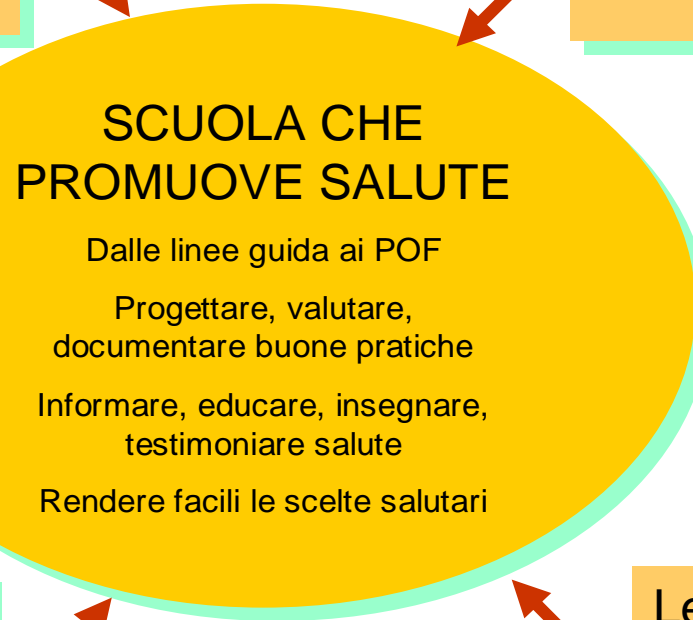 SCUOLA CHE
PROMUOVE SALUTE
Dalle linee guida ai POF
Progettare, valutare,
documentare buone pratiche
Informare, educare, insegnare,
testimoniare salute
Rendere facili le scelte salutari
Le